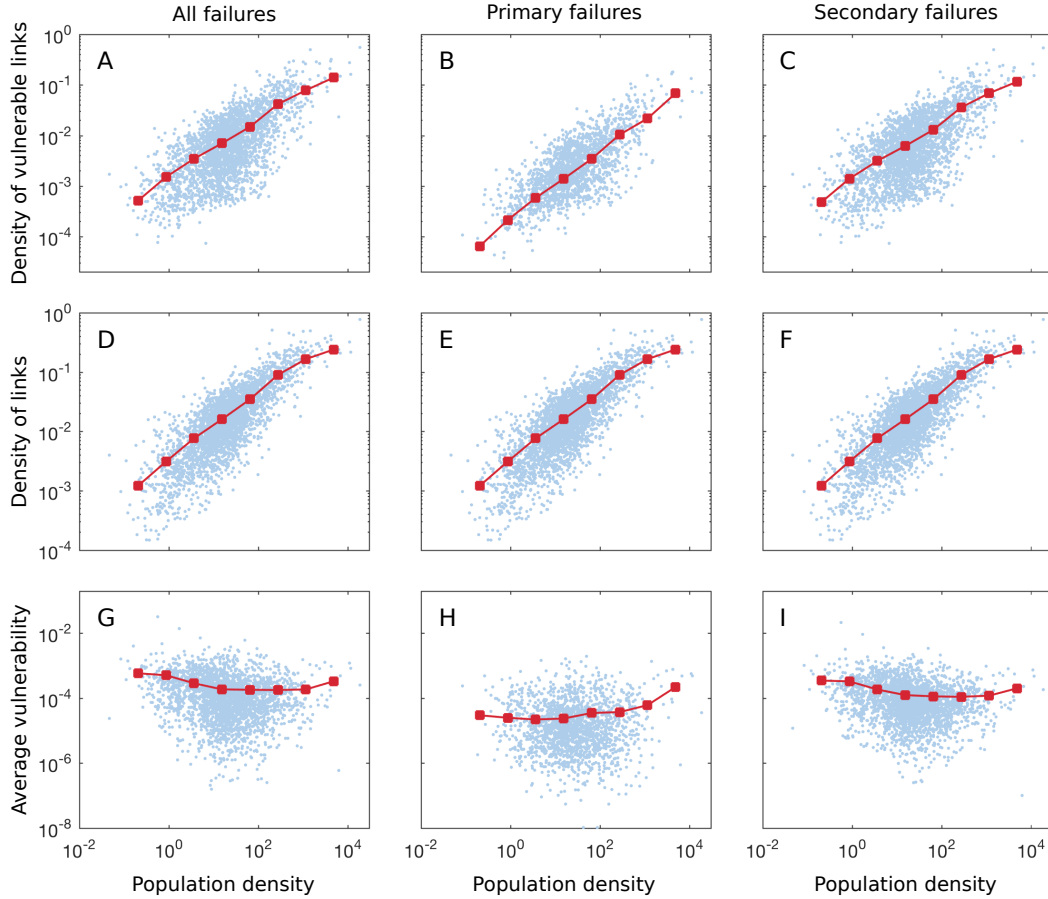 All failures
Primary failures
Secondary failures
Density of vulnerable links
10^0
10^-1
10^-2
10^-3
10^-4
A
B
C
Density of links
10^0
10^-1
10^-2
10^-3
10^-4
D
E
F
Average vulnerability
10^-2
10^-4
10^-6
10^-8
G
H
I
10^-2 10^0 10^2 10^4
10^-2 10^0 10^2 10^4
10^-2 10^0 10^2 10^4
Population density
Population density
Population density